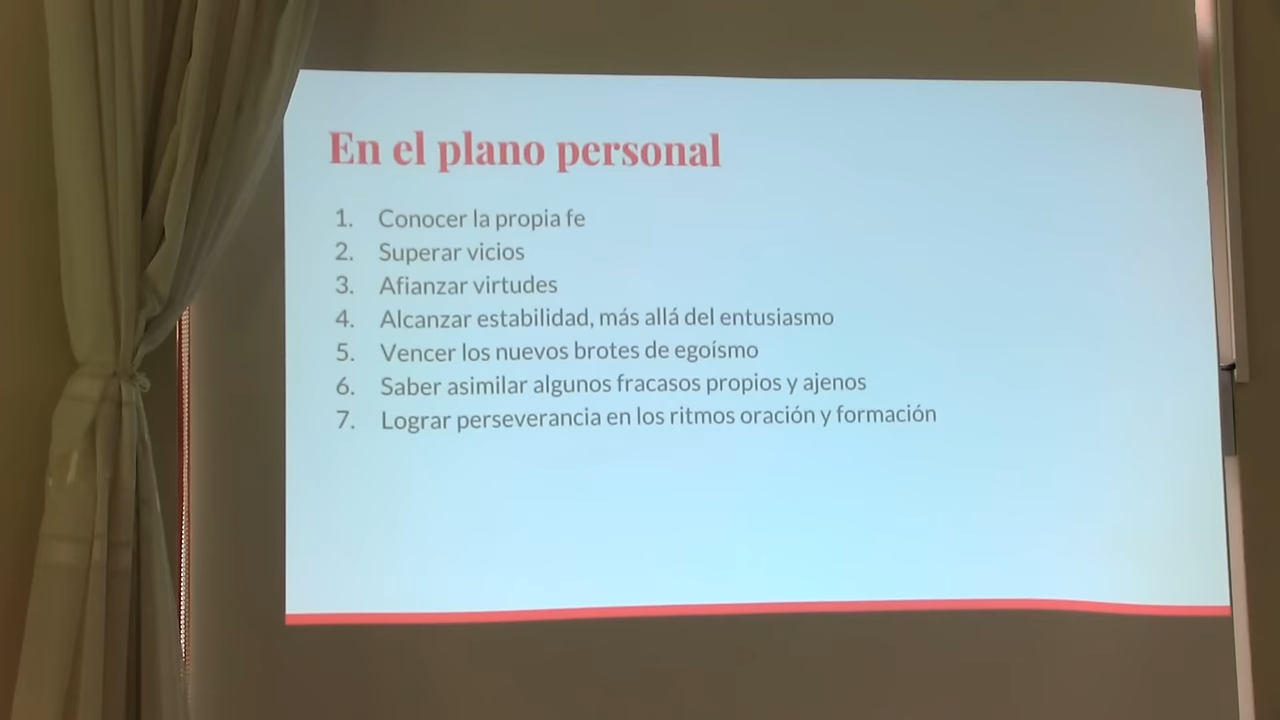 En el plano personal
1. Conocer la propia fe
2. Superar vicios
3. Afianzar virtudes
4. Alcanzar estabilidad, más allá del entusiasmo
5. Vencer los nuevos brotes de egoísmo
6. Saber asimilar algunos fracasos propios y ajenos
7. Lograr perseverancia en los ritmos oración y formación